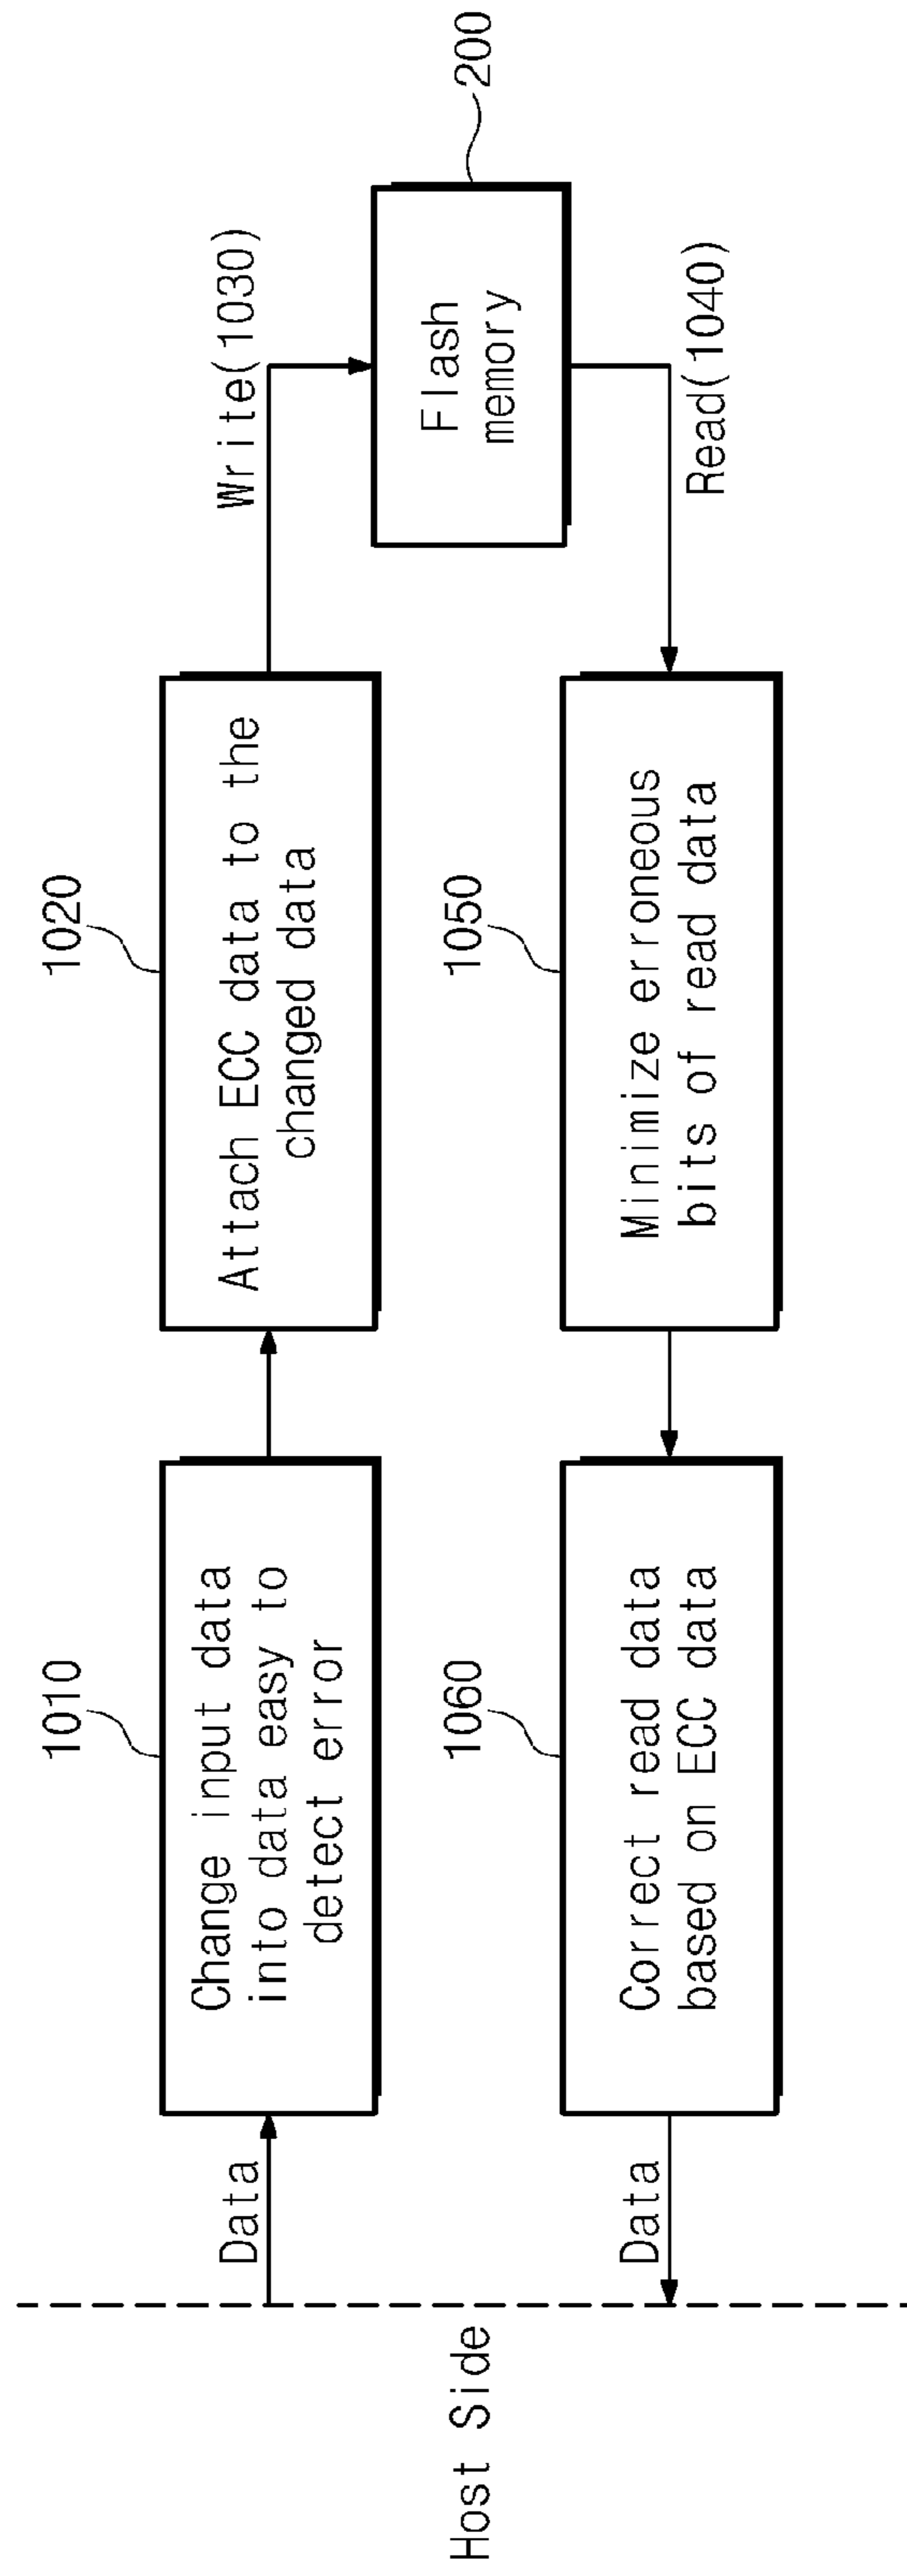 1010
Change input data
into data easy to
detect error
1020
Attach ECC data to the
changed data
Write(1030)
Data
Host Side
Flash
memory
200
1060
Correct read data
based on ECC data
1050
Minimize erroneous
bits of read data
Read(1040)
Data